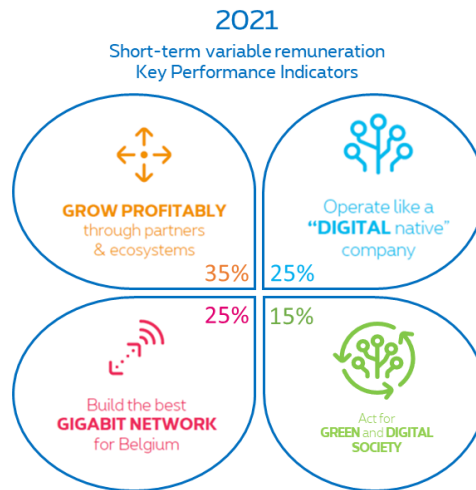 2021
Short-term variable remuneration
Key Performance Indicators
GROW PROFITABLY
through partners
& ecosystems
35%
Operate like a
“DIGITAL native”
company
25%
25%
Build the best
GIGABIT NETWORK
for Belgium
15%
Act for
GREEN and DIGITAL
SOCIETY